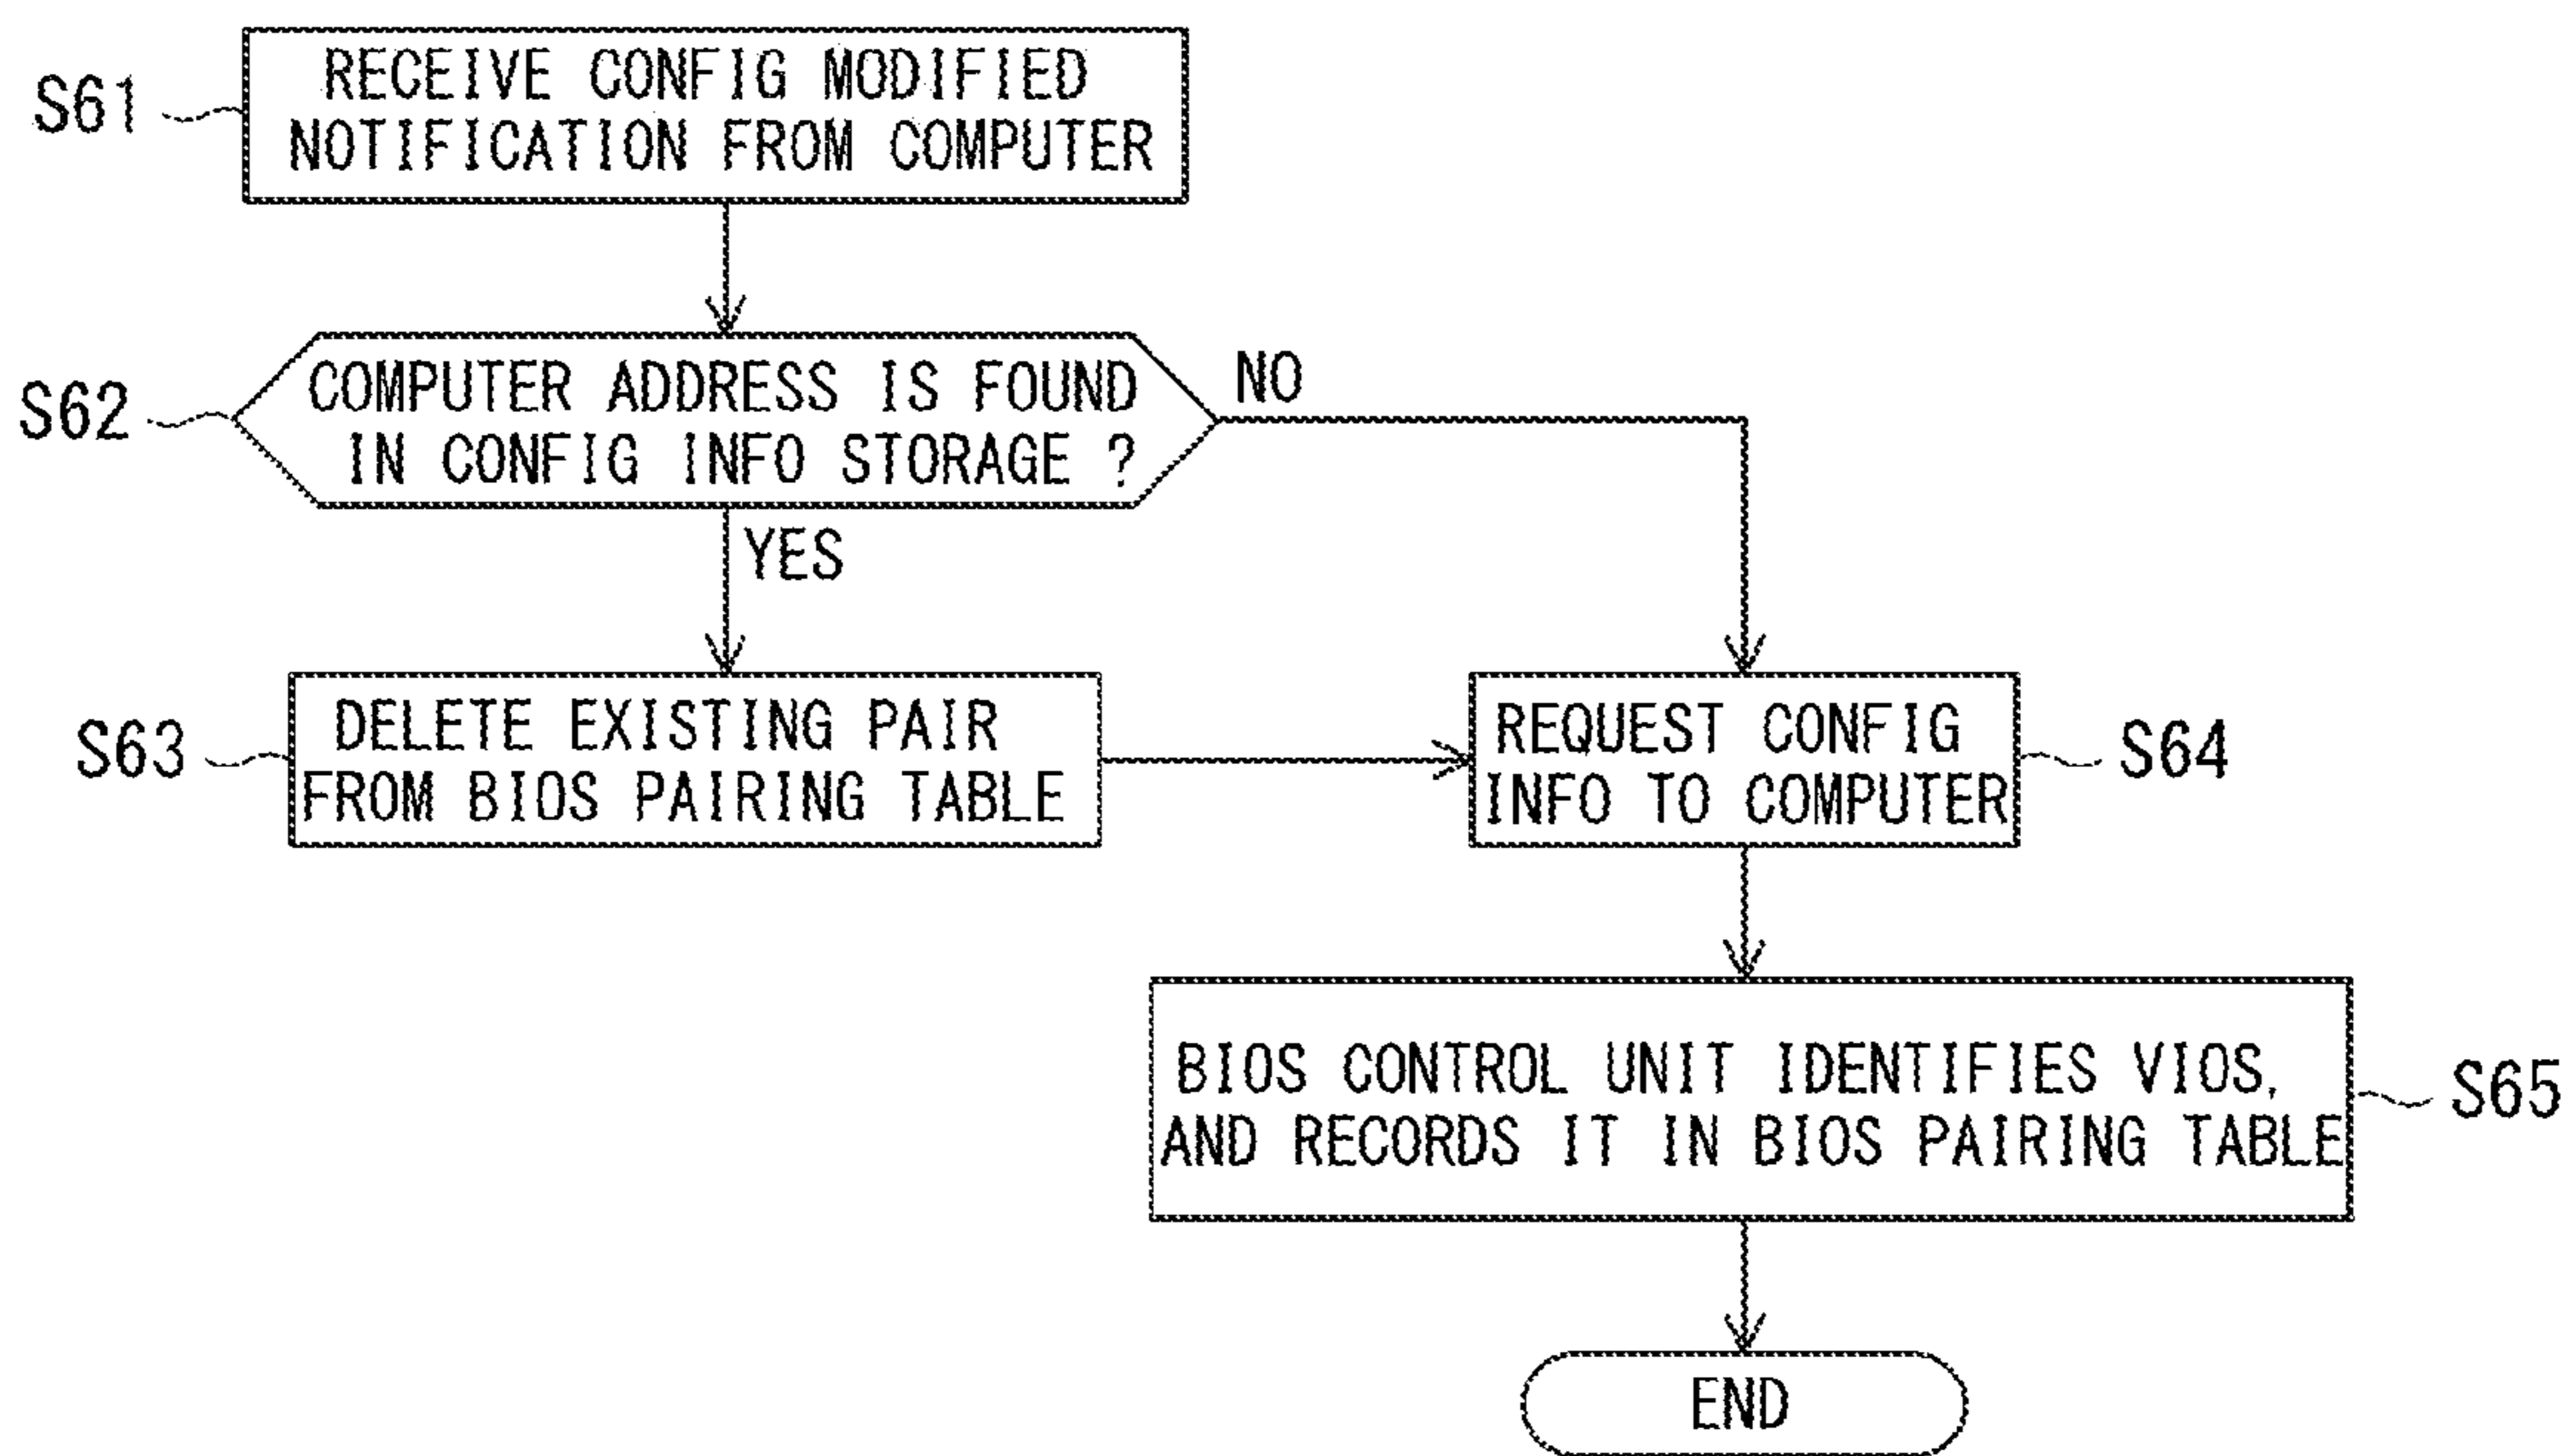 S61
RECEIVE CONFIG MODIFIED
NOTIFICATION FROM COMPUTER
S62
COMPUTER ADDRESS IS FOUND
IN CONFIG INFO STORAGE ?
NO
YES
S63
DELETE EXISTING PAIR
FROM BIOS PAIRING TABLE
REQUEST CONFIG
INFO TO COMPUTER
S64
BIOS CONTROL UNIT IDENTIFIES VIOS,
AND RECORDS IT IN BIOS PAIRING TABLE
S65
END